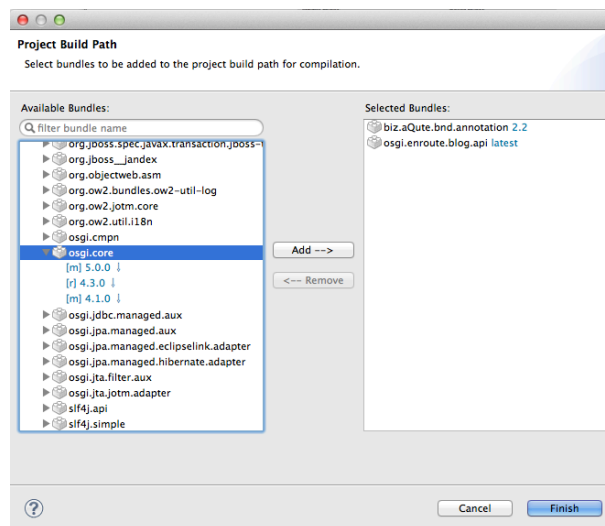 Project Build Path
Select bundles to be added to the project build path for compilation.
Available Bundles:
filter bundle name
org.jboss.spec.javax.transaction.jboss-
org.jboss__jandex
org.objectweb.asm
org.ow2.bundles.ow2-util-log
org.ow2.jotm.core
org.ow2.util.i18n
osgi.cmpn
osgi.core
[m] 5.0.0 ↓
[r] 4.3.0 ↓
[m] 4.1.0 ↓
osgi.jdbc.managed.aux
osgi.jpa.managed.aux
osgi.jpa.managed.eclipselink.adapter
osgi.jpa.managed.hibernate.adapter
osgi.jta.filter.aux
osgi.jta.jotm.adapter
slf4j.api
slf4j.simple
Add -->
<-- Remove
Selected Bundles:
biz.aQute.bnd.annotation 2.2
osgi.enroute.blog.api latest
?
Cancel
Finish